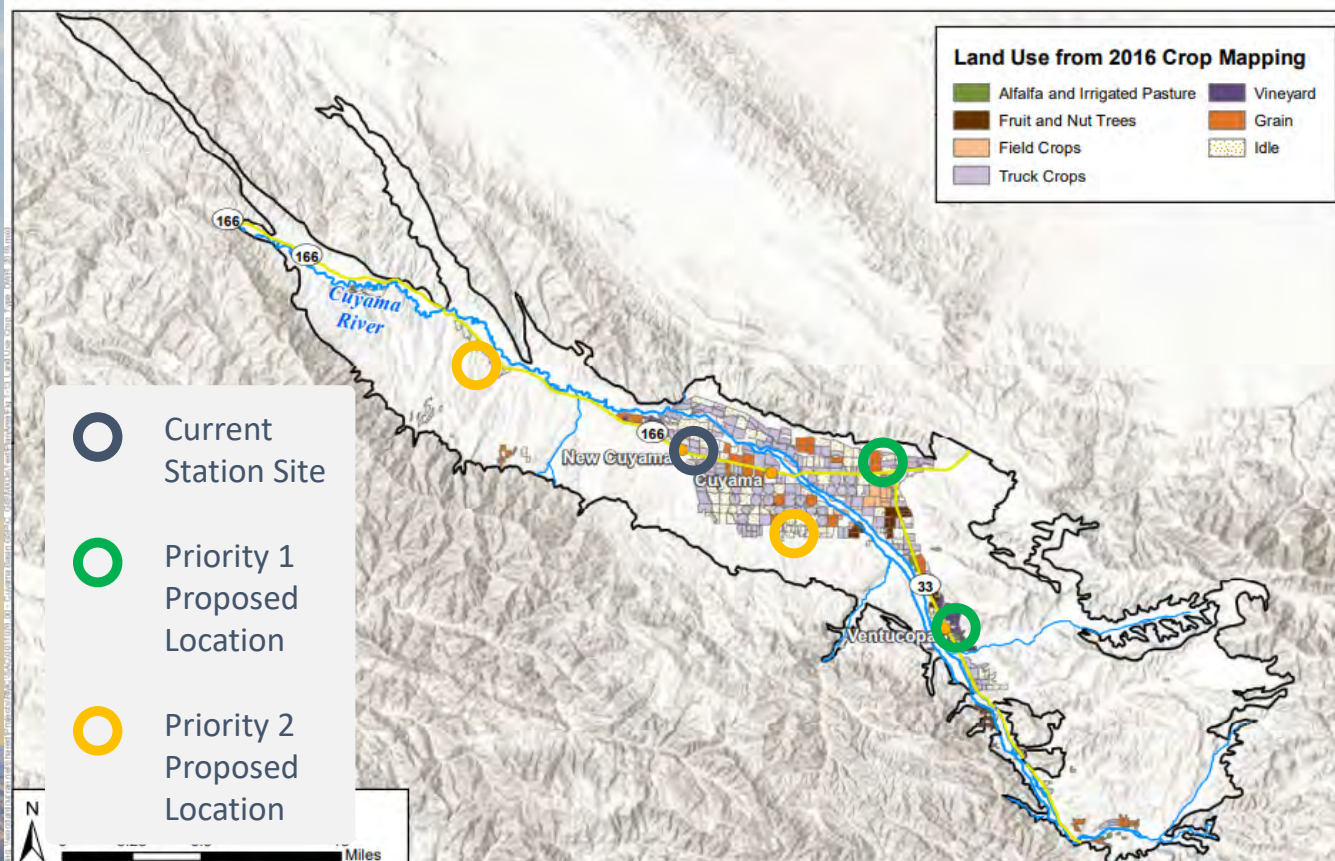 Land Use from 2016 Crop Mapping
Alfalfa and Irrigated Pasture
Vineyard
Fruit and Nut Trees
Grain
Field Crops
Idle
Truck Crops
166
166
Cuyama
River
166
New Cuyama
Cuyama
33
Ventucopa
Current
Station Site
Priority 1
Proposed
Location
Priority 2
Proposed
Location
N
Miles